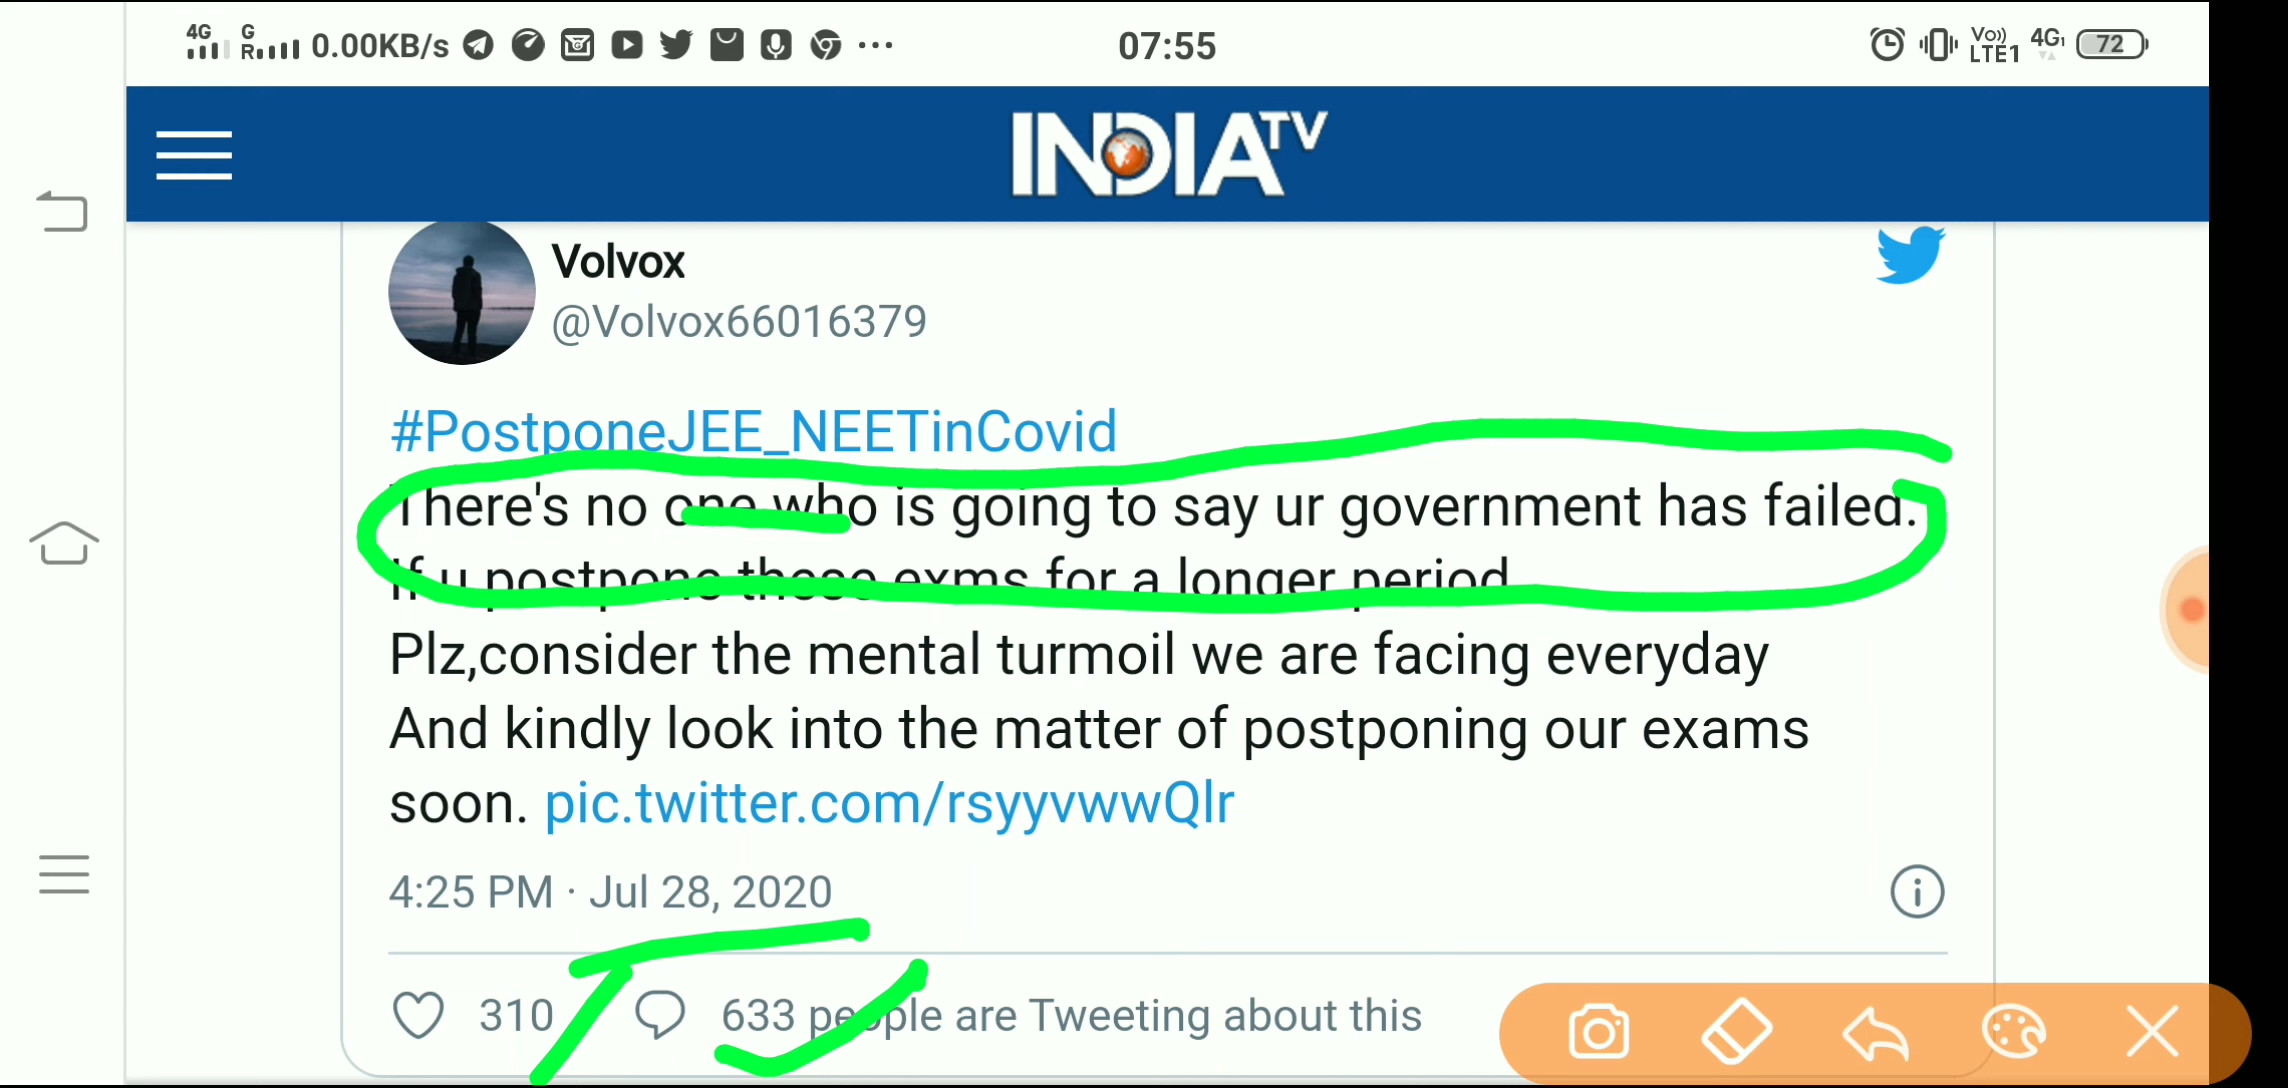 4G G R 0.00KB/s 07:55 Vo)) LTE1 4G1 72
INDIA TV
Volvox
@Volvox66016379
#PostponeJEE_NEETinCovid
There's no one who is going to say ur government has failed.
If u postpone these exms for a longer period
Plz,consider the mental turmoil we are facing everyday
And kindly look into the matter of postponing our exams
soon. pic.twitter.com/rsyyvwwQlr
4:25 PM · Jul 28, 2020
310 633 people are Tweeting about this